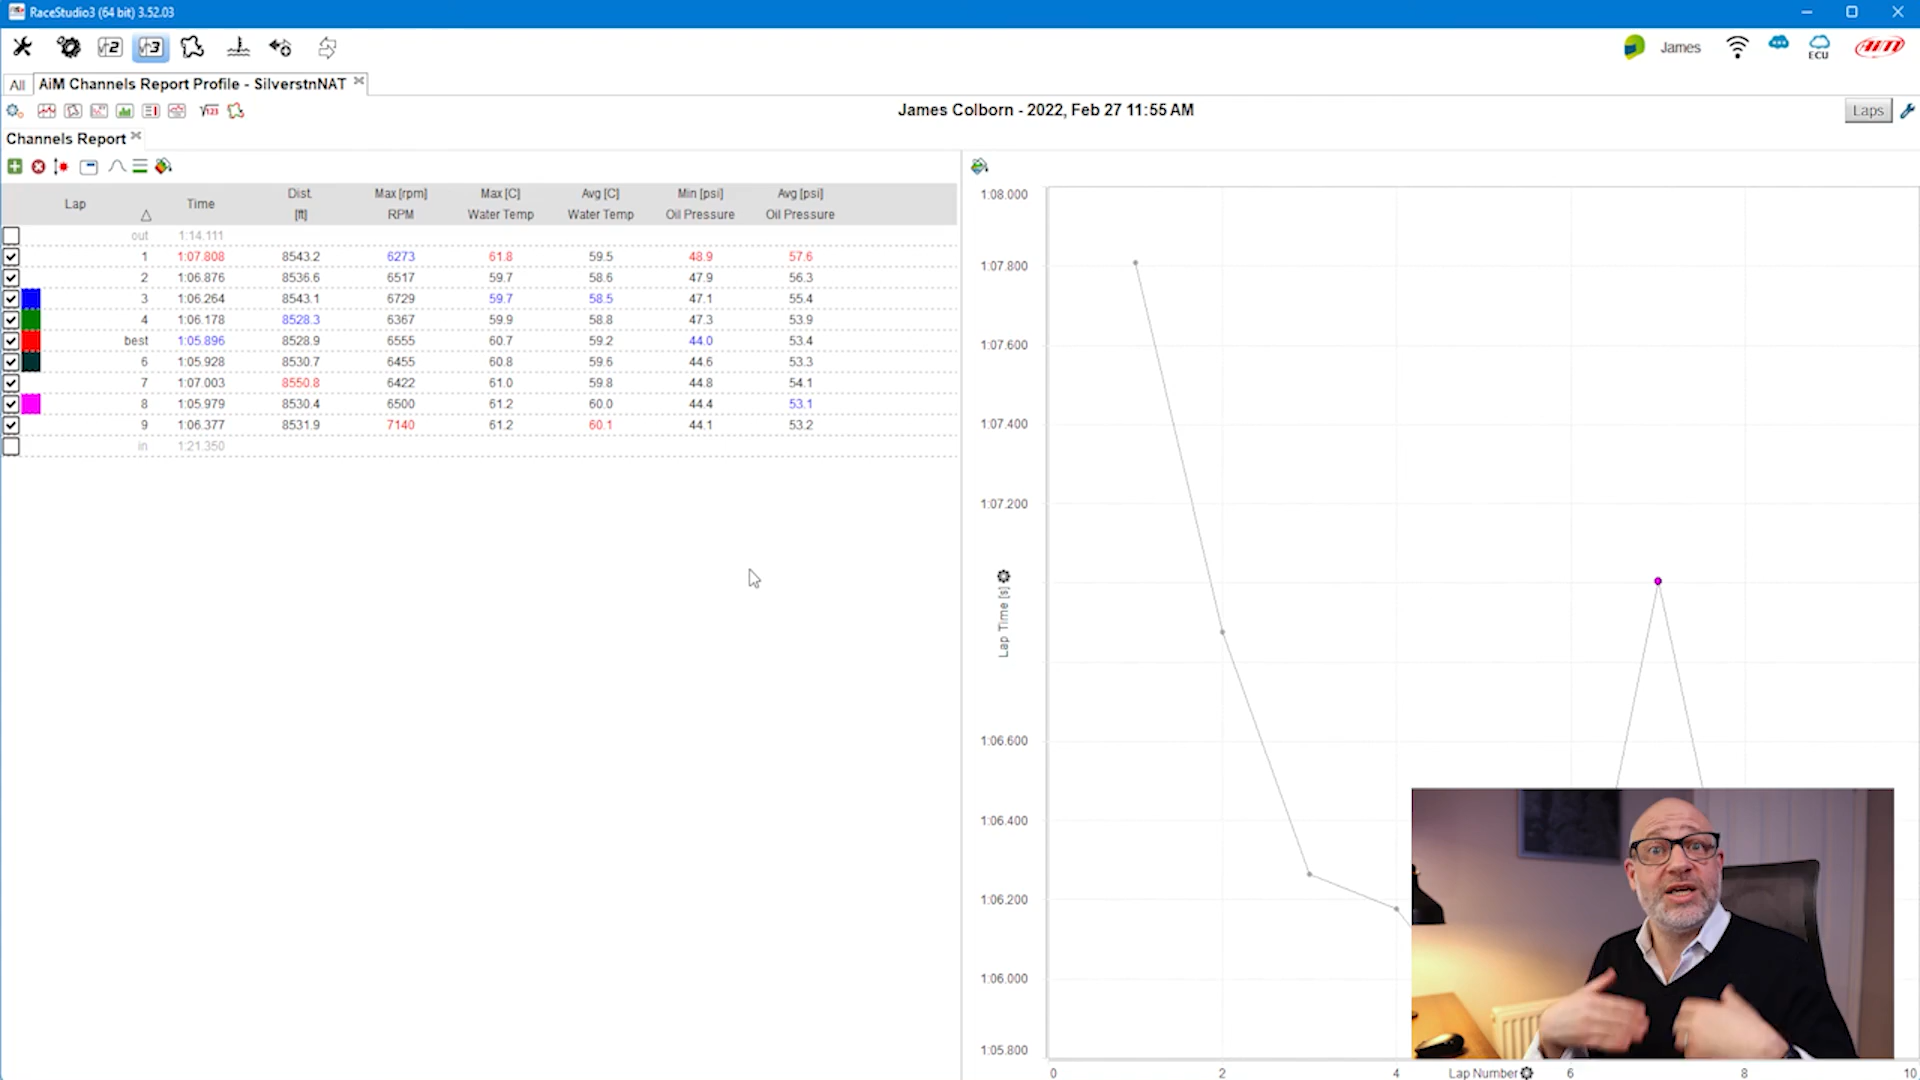 RaceStudio3 (64 bit) 3.52.03
James
ECU
AiM
All
AiM Channels Report Profile - SilverstnNAT
James Colborn - 2022, Feb 27 11:55 AM
Laps
Channels Report
Lap Time Dist. [ft] Max [rpm] RPM Max [C] Water Temp Avg [C] Water Temp Min [psi] Oil Pressure Avg [psi] Oil Pressure
out 1:14.111
1 1:07.808 8543.2 6273 61.8 59.5 48.9 57.6
2 1:06.876 8536.6 6517 59.7 58.6 47.9 56.3
3 1:06.264 8543.1 6729 59.7 58.5 47.1 55.4
4 1:06.178 8528.3 6367 59.9 58.8 47.3 53.9
best 1:05.896 8528.9 6555 60.7 59.2 44.0 53.4
6 1:05.928 8530.7 6455 60.8 59.6 44.6 53.3
7 1:07.003 8550.8 6422 61.0 59.8 44.8 54.1
8 1:05.979 8530.4 6500 61.2 60.0 44.4 53.1
9 1:06.377 8531.9 7140 61.2 60.1 44.1 53.2
in 1:21.350
1:08.000
1:07.800
1:07.600
1:07.400
1:07.200
1:06.600
1:06.400
1:06.200
1:06.000
1:05.800
Lap Time [s]
0 2 4 Lap Number 6 8 10